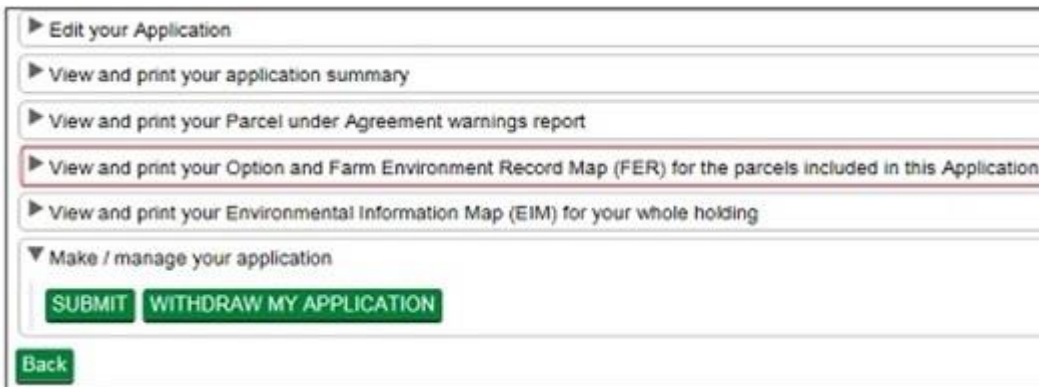 Edit your Application
View and print your application summary
View and print your Parcel under Agreement warnings report
View and print your Option and Farm Environment Record Map (FER) for the parcels included in this Application
View and print your Environmental Information Map (EIM) for your whole holding
Make / manage your application
SUBMIT WITHDRAW MY APPLICATION
Back